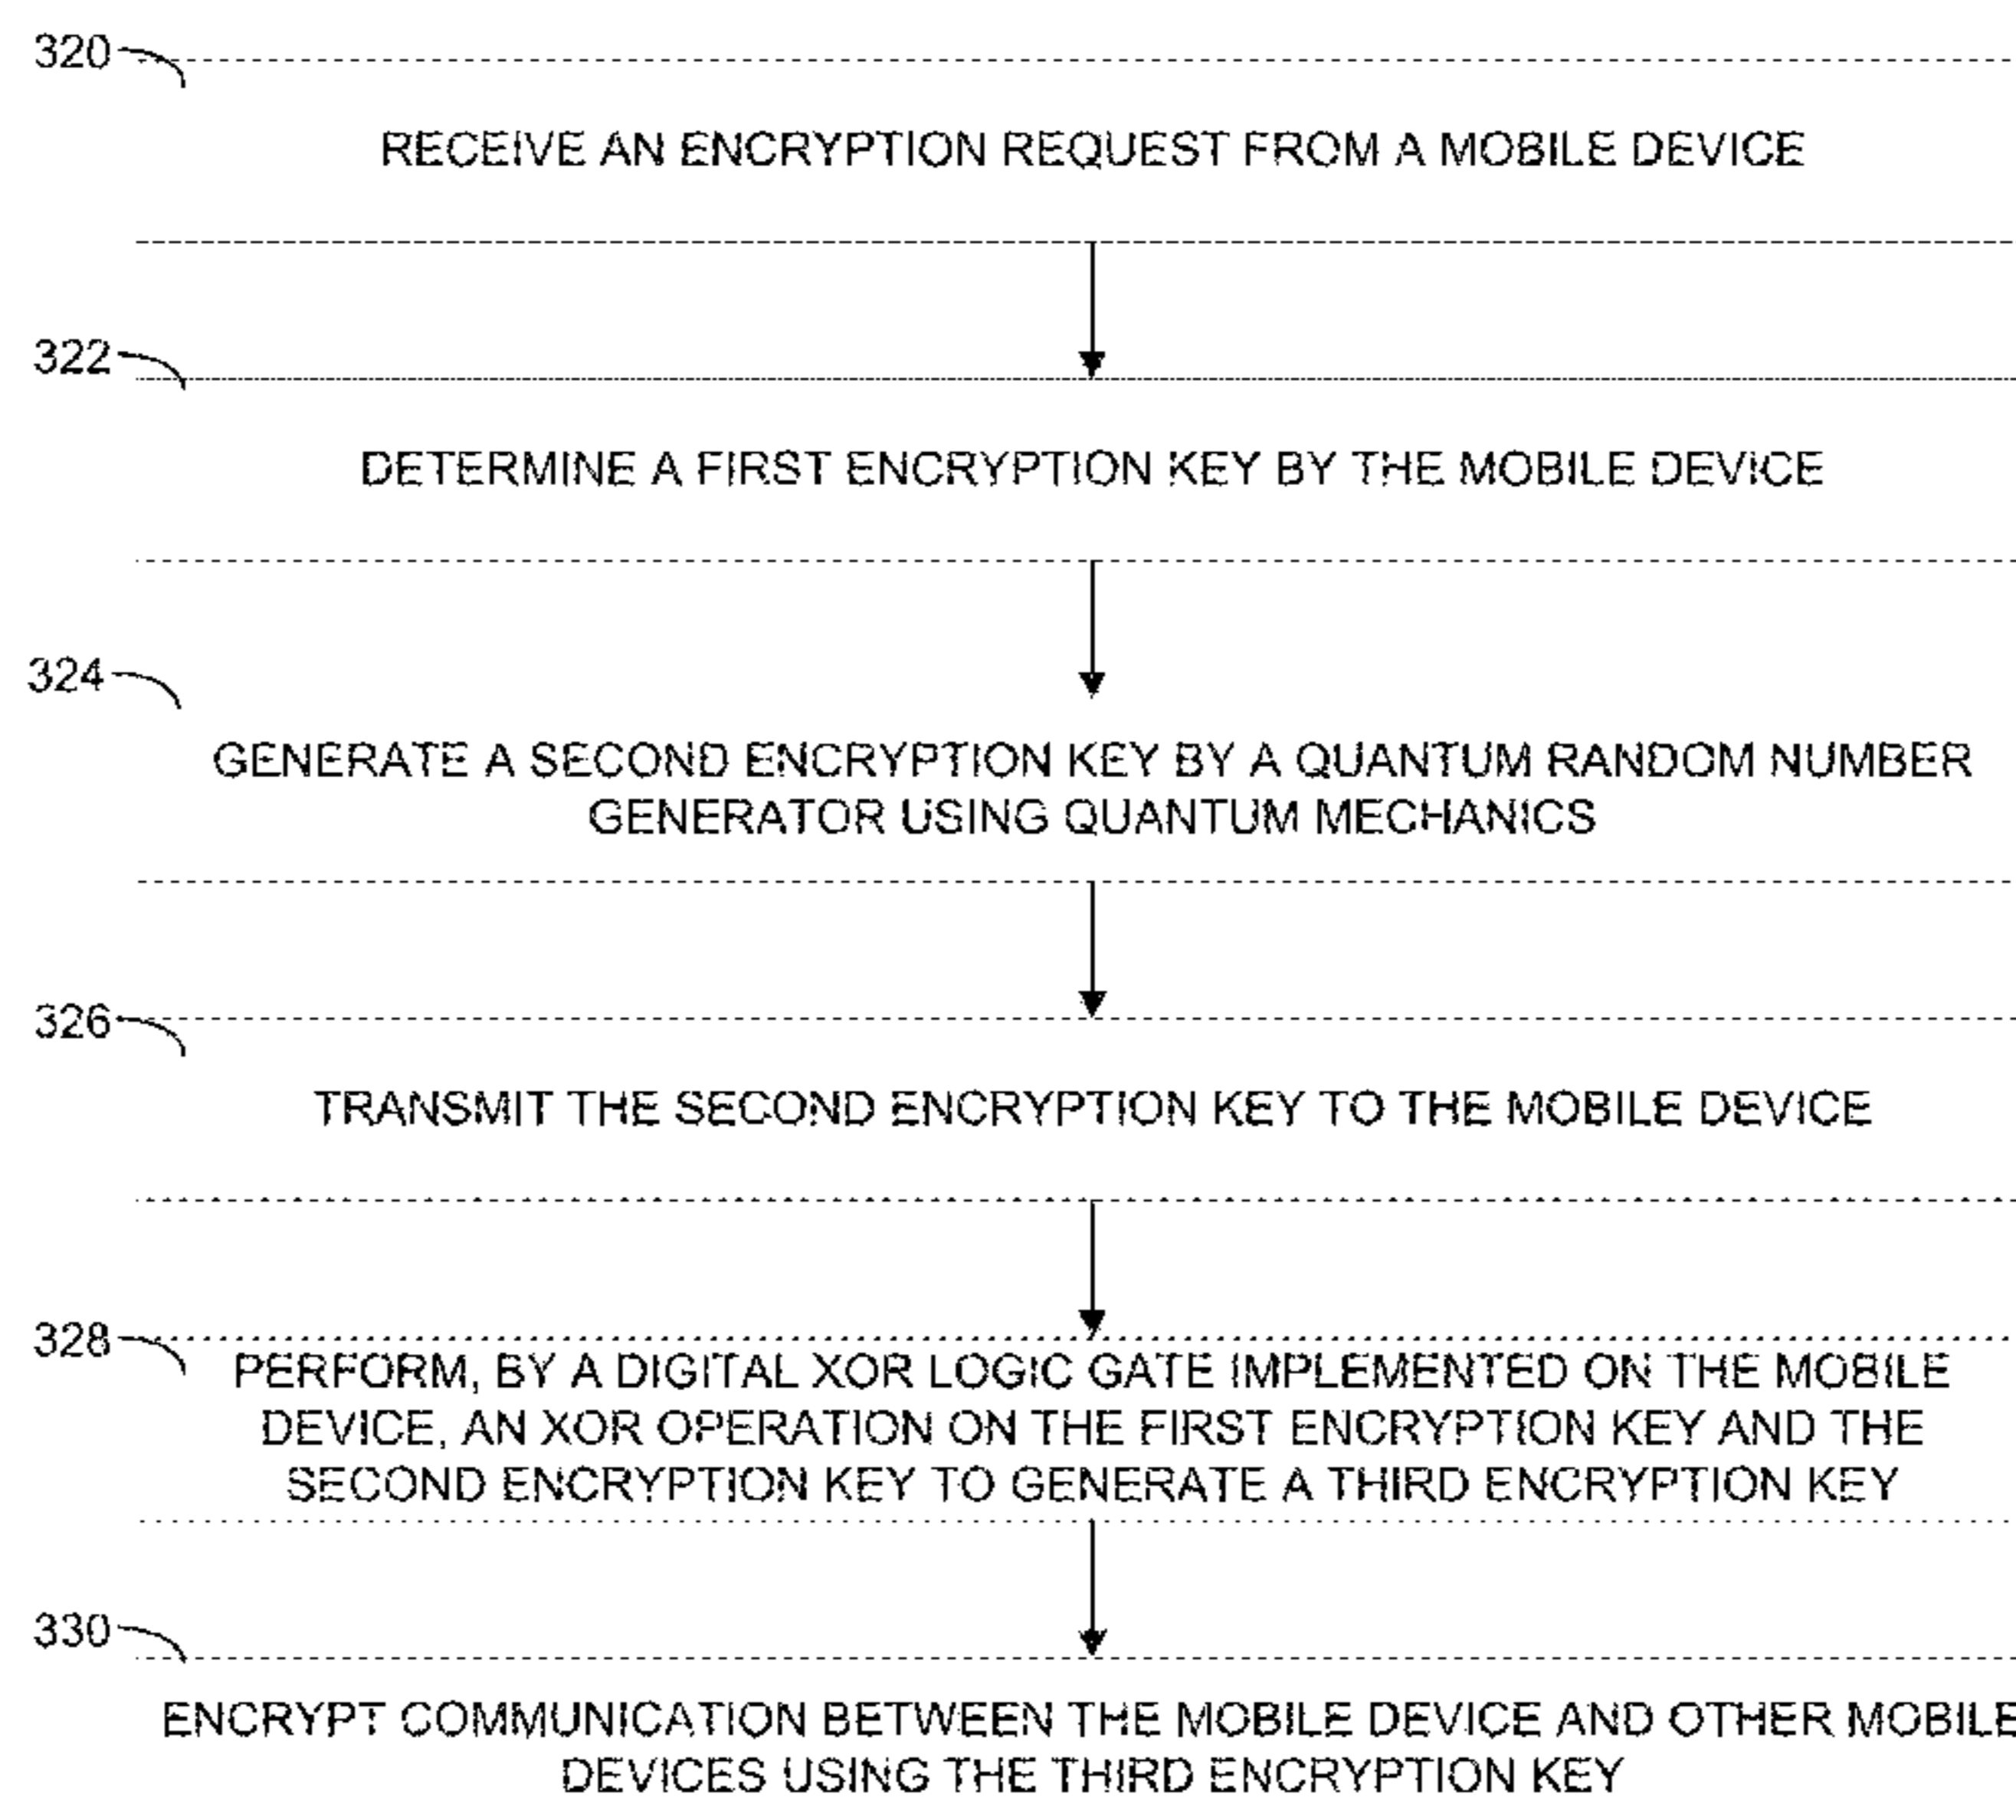 320
RECEIVE AN ENCRYPTION REQUEST FROM A MOBILE DEVICE
322
DETERMINE A FIRST ENCRYPTION KEY BY THE MOBILE DEVICE
324
GENERATE A SECOND ENCRYPTION KEY BY A QUANTUM RANDOM NUMBER
GENERATOR USING QUANTUM MECHANICS
326
TRANSMIT THE SECOND ENCRYPTION KEY TO THE MOBILE DEVICE
328
PERFORM, BY A DIGITAL XOR LOGIC GATE IMPLEMENTED ON THE MOBILE
DEVICE, AN XOR OPERATION ON THE FIRST ENCRYPTION KEY AND THE
SECOND ENCRYPTION KEY TO GENERATE A THIRD ENCRYPTION KEY
330
ENCRYPT COMMUNICATION BETWEEN THE MOBILE DEVICE AND OTHER MOBILE
DEVICES USING THE THIRD ENCRYPTION KEY